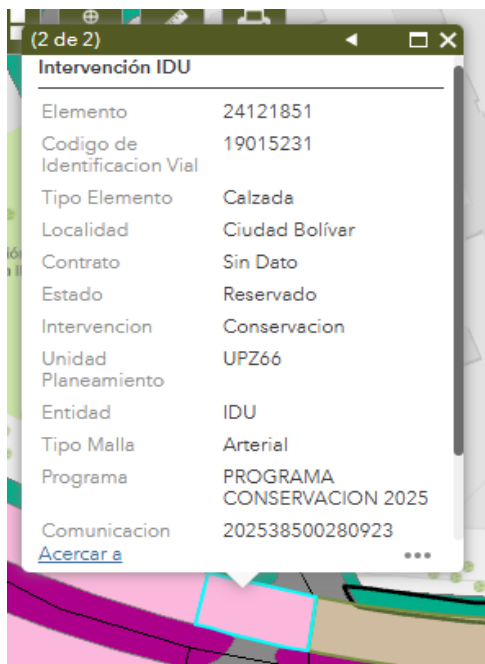 (2 de 2)
Intervención IDU
Elemento 24121851
Codigo de Identificacion Vial 19015231
Tipo Elemento Calzada
Localidad Ciudad Bolívar
Contrato Sin Dato
Estado Reservado
Intervencion Conservacion
Unidad Planeamiento UPZ66
Entidad IDU
Tipo Malla Arterial
Programa PROGRAMA CONSERVACION 2025
Comunicacion 202538500280923
Acercar a